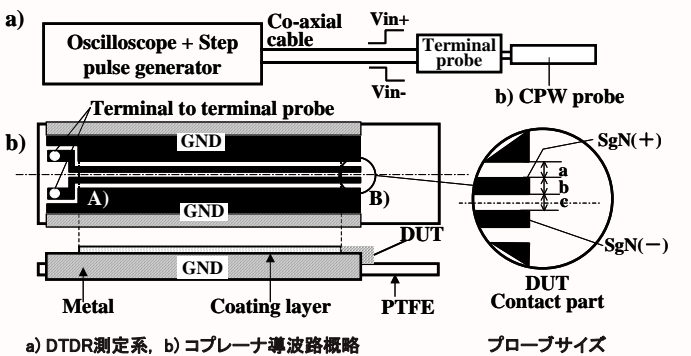 a)
Oscilloscope + Step
pulse generator
Co-axial
cable
Vin+
Vin-
Terminal
probe
b) CPW probe
Terminal to terminal probe
b)
GND
A)
B)
GND
SgN(+)
a
b
c
SgN(−)
DUT
GND
DUT
Contact part
Metal
Coating layer
PTFE
a) DTDR測定系, b) コプレーナ導波路概略
プローブサイズ